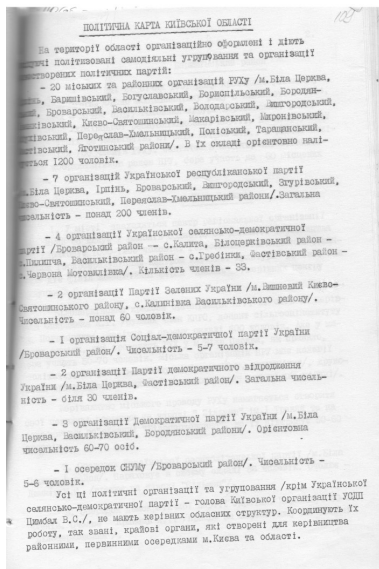 ПОЛІТИЧНА КАРТА КИЇВСЬКОЇ ОБЛАСТІ
На території області організаційно оформлені і діють
політизовані самодіяльні угруповання та організації
політичних партій:
- 20 міських та районних організацій РУХу /м.Біла Церква,
Баришівський, Богуславський, Бориспільський, Бородян-
Броварський, Васильківський, Володарський, Вишгородський,
Києво-Святошинський, Макарівський, Миронівський,
Переяслав-Хмельницький, Поліський, Таращанський,
Яготинський райони/. В їх складі орієнтовно налі-
ться 1200 чоловік.
- 7 організацій Української республіканської партії
/м.Біла Церква, Ірпінь, Броварський, Вишгородський, Згурівський,
Києво-Святошинський, Переяслав-Хмельницький райони/.Загальна
чисельність - понад 200 членів.
- 4 організації Української селянсько-демократичної
партії /Броварський район - с.Калита, Білоцерківський район -
Васильківський район - с.Гребінки, Фастівський район -
с.Червона Мотовилівка/. Кількість членів - 33.
- 2 організації Партії Зелених України /м.Вишневий Києво-
Святошинського району, с.Калинівка Васильківського району/.
Чисельність - понад 60 чоловік.
- І організація Соціал-демократичної партії України
/Броварський район/. Чисельність - 5-7 чоловік.
- 2 організації Партії демократичного відродження
України /м.Біла Церква, Фастівський район/. Загальна чисель-
ність - біля 30 членів.
- 3 організації Демократичної партії України /м.Біла
Церква, Васильківський, Бородянський райони/. Орієнтовна
чисельність 60-70 осіб.
- І осередок СНУМу /Броварський район/. Чисельність -
5-6 чоловік.
Усі ці політичні організації та угруповання /крім Української
селянсько-демократичної партії - голова Київської організації УСДП
Цимбал В.С./, не мають керівних обласних структур. Координують їх
роботу, так звані, крайові органи, які створені для керівництва
районними, первинними осередками м.Києва та області.